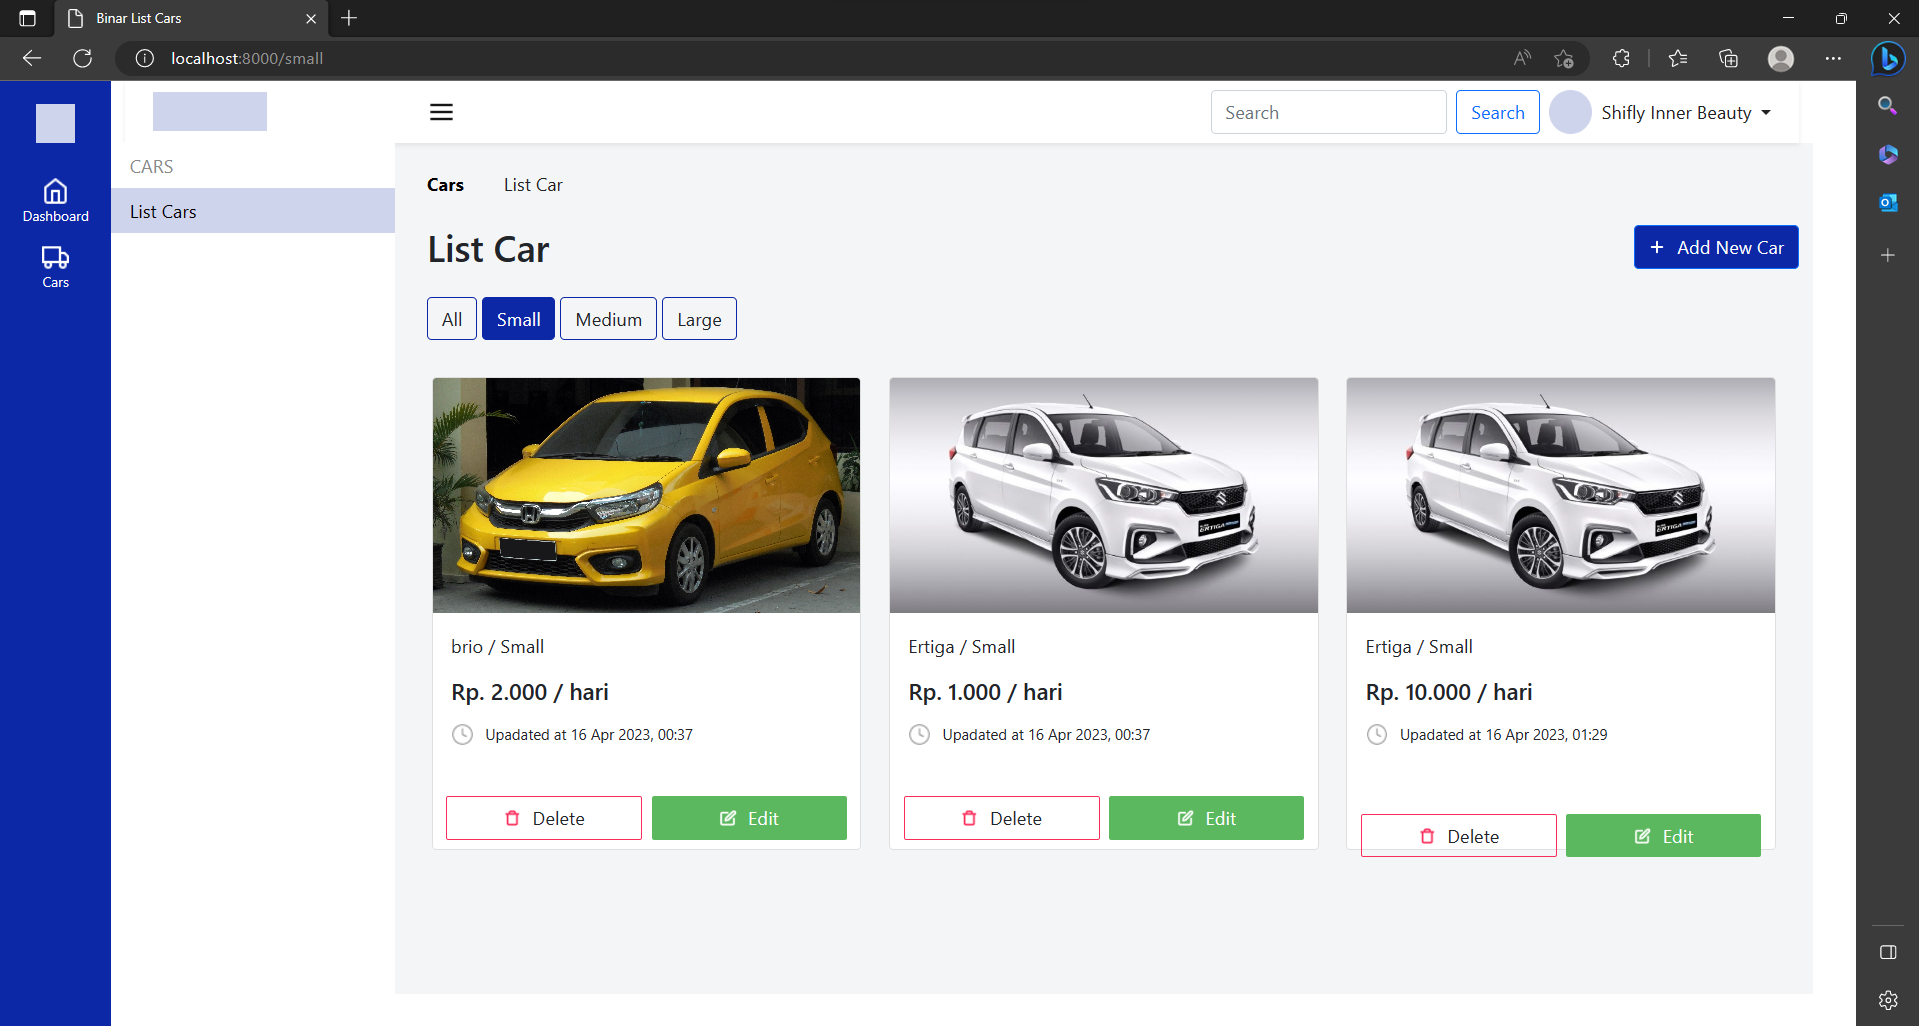 Binar List Cars
localhost:8000/small
Search
Search
Shifly Inner Beauty
CARS
List Cars
Dashboard
Cars
Cars
List Car
List Car
+ Add New Car
All
Small
Medium
Large
ERTIGA
ERTIGA
brio / Small
Rp. 2.000 / hari
Upadated at 16 Apr 2023, 00:37
Delete
Edit
Ertiga / Small
Rp. 1.000 / hari
Upadated at 16 Apr 2023, 00:37
Delete
Edit
Ertiga / Small
Rp. 10.000 / hari
Upadated at 16 Apr 2023, 01:29
Delete
Edit